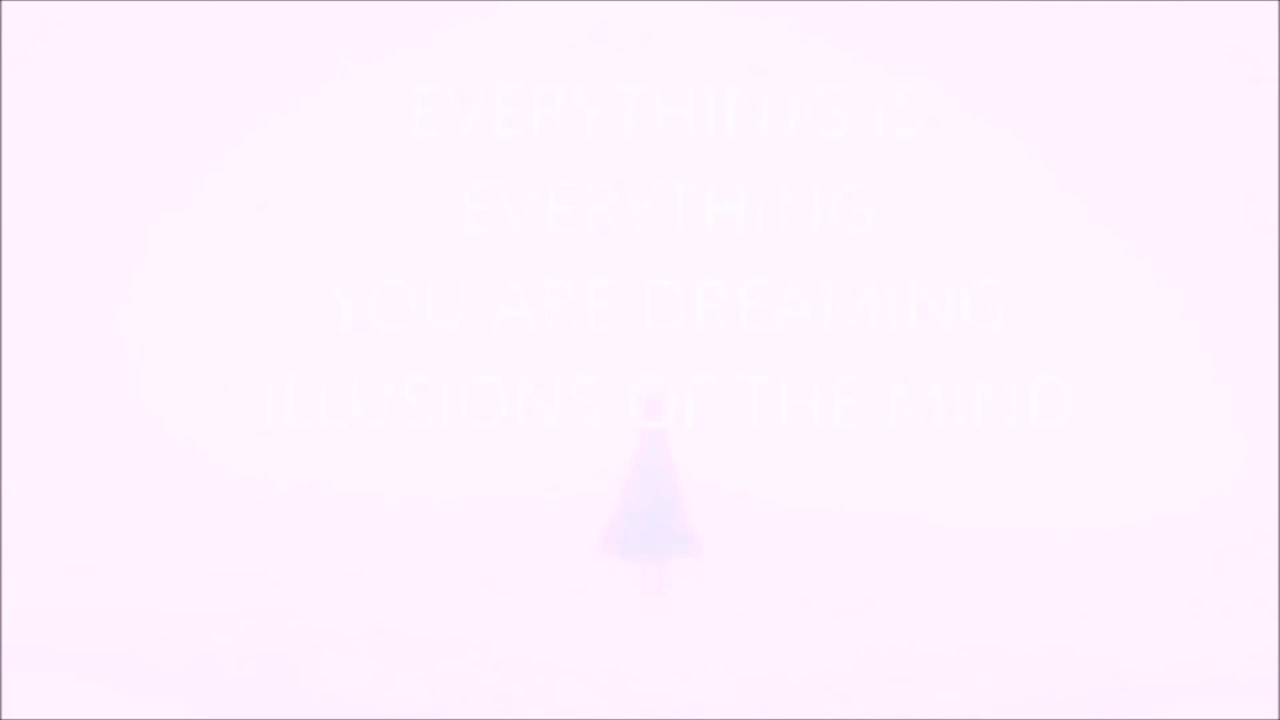 EVERYTHING IS
EVERYTHING
YOU ARE DREAMING
ILLUSIONS OF THE MIND